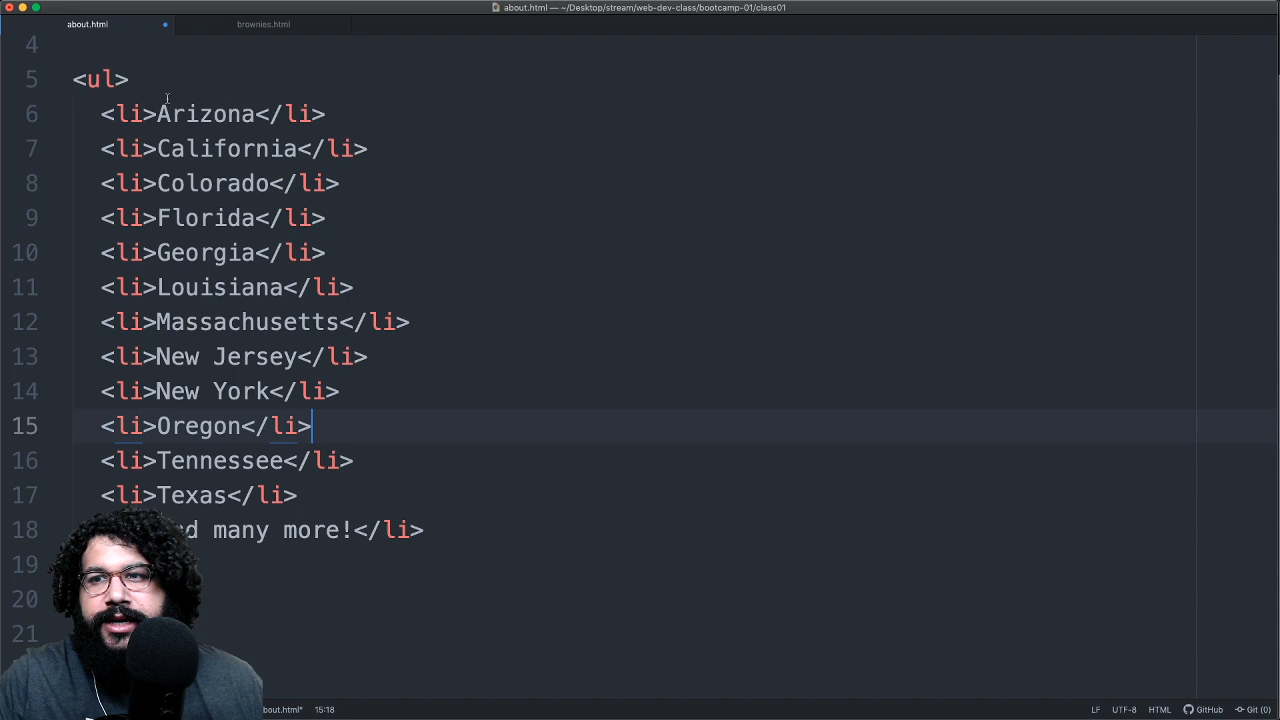 about.html — ~/Desktop/stream/web-dev-class/bootcamp-01/class01
about.html brownies.html
4
5 <ul>
6 <li>Arizona</li>
7 <li>California</li>
8 <li>Colorado</li>
9 <li>Florida</li>
10 <li>Georgia</li>
11 <li>Louisiana</li>
12 <li>Massachusetts</li>
13 <li>New Jersey</li>
14 <li>New York</li>
15 <li>Oregon</li>
16 <li>Tennessee</li>
17 <li>Texas</li>
18 many more!</li>
19
20
21
bout.html* 15:18 LF UTF-8 HTML GitHub Git (0)